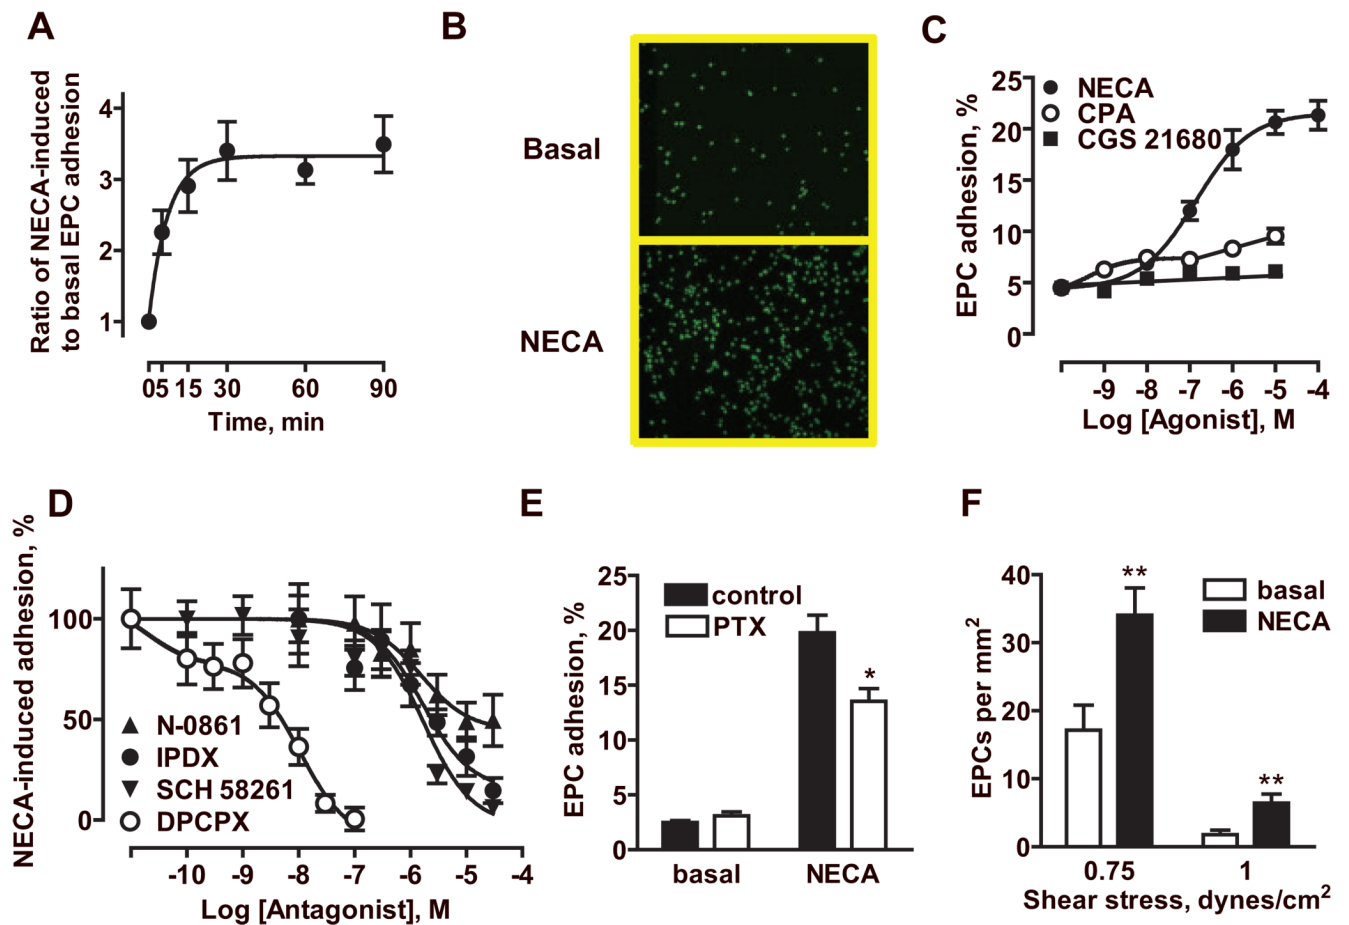 A
Ratio of NECA-induced
to basal EPC adhesion
4
3
2
1
05 15 30 60 90
Time, min
B
Basal
NECA
C
EPC adhesion, %
25
20
15
10
5
0
NECA
CPA
CGS 21680
-9 -8 -7 -6 -5 -4
Log [Agonist], M
D
NECA-induced adhesion, %
100
50
0
N-0861
IPDX
SCH 58261
DPCPX
-10 -9 -8 -7 -6 -5 -4
Log [Antagonist], M
E
EPC adhesion, %
25
20
15
10
5
0
control
PTX
*
basal NECA
F
EPCs per mm²
40
30
20
10
0
**
**
basal
NECA
0.75 1
Shear stress, dynes/cm²